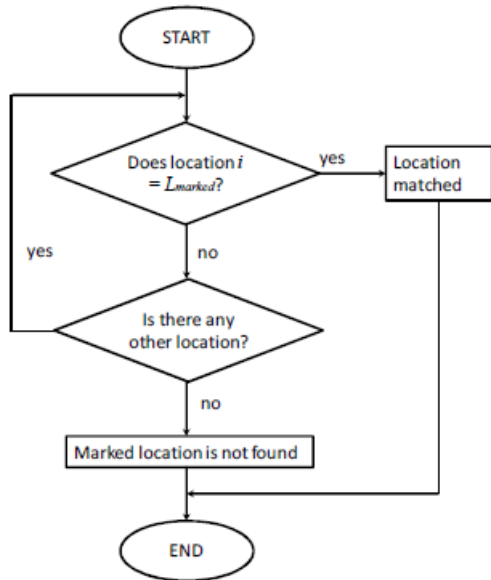 START
Does location i
= Lmarked?
yes
Location
matched
yes
no
Is there any
other location?
no
Marked location is not found
END